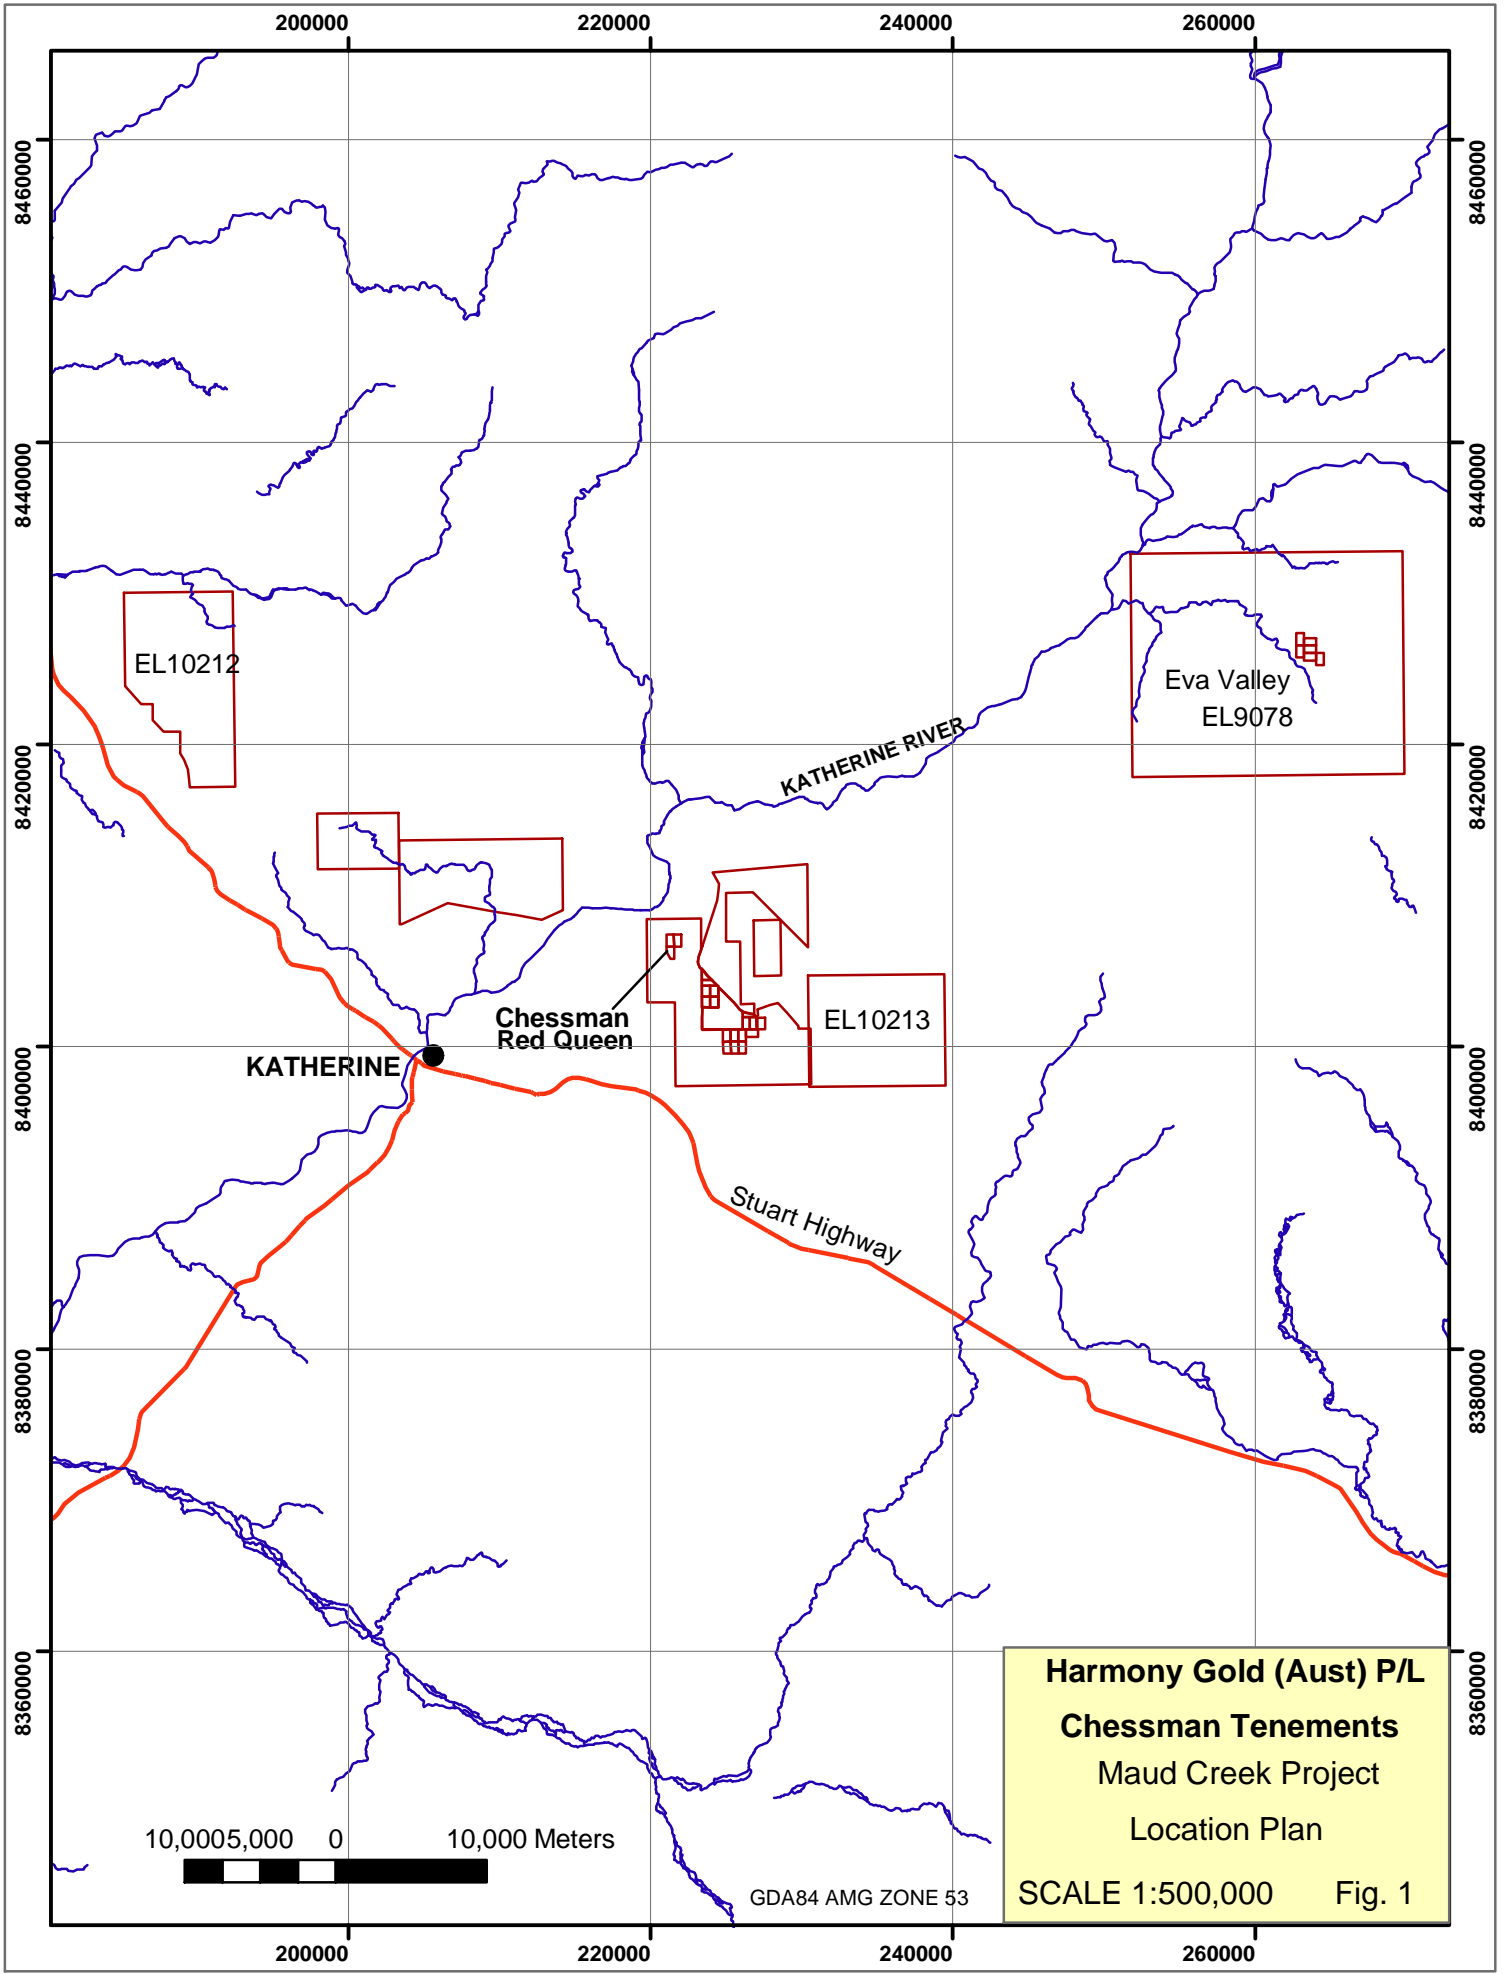 200000 220000 240000 260000
8460000 8460000
8440000 8440000
EL10212
Eva Valley
EL9078
KATHERINE RIVER
8420000 8420000
Chessman
Red Queen
EL10213
KATHERINE
8400000 8400000
Stuart Highway
8380000 8380000
8360000 8360000
Harmony Gold (Aust) P/L
Chessman Tenements
Maud Creek Project
Location Plan
SCALE 1:500,000 Fig. 1
10,000 5,000 0 10,000 Meters
GDA84 AMG ZONE 53
200000 220000 240000 260000